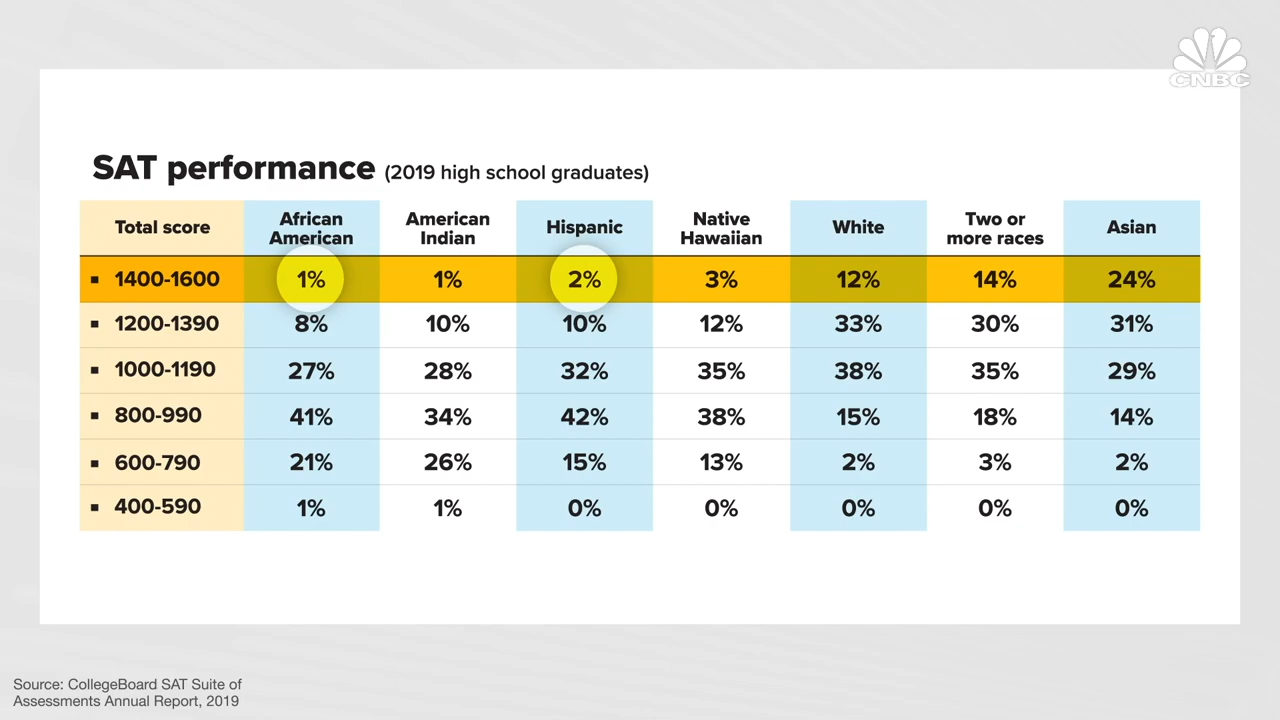 CNBC
SAT performance (2019 high school graduates)
Total score African American American Indian Hispanic Native Hawaiian White Two or more races Asian
▪ 1400-1600 1% 1% 2% 3% 12% 14% 24%
▪ 1200-1390 8% 10% 10% 12% 33% 30% 31%
▪ 1000-1190 27% 28% 32% 35% 38% 35% 29%
▪ 800-990 41% 34% 42% 38% 15% 18% 14%
▪ 600-790 21% 26% 15% 13% 2% 3% 2%
▪ 400-590 1% 1% 0% 0% 0% 0% 0%
Source: CollegeBoard SAT Suite of
Assessments Annual Report, 2019